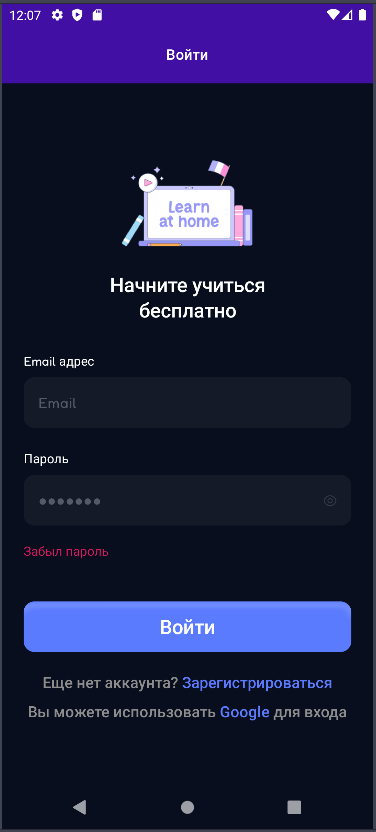 12:07
Войти
Learn
at home
Начните учиться
бесплатно
Email адрес
Email
Пароль
●●●●●●●
Забыл пароль
Войти
Еще нет аккаунта? Зарегистрироваться
Вы можете использовать Google для входа